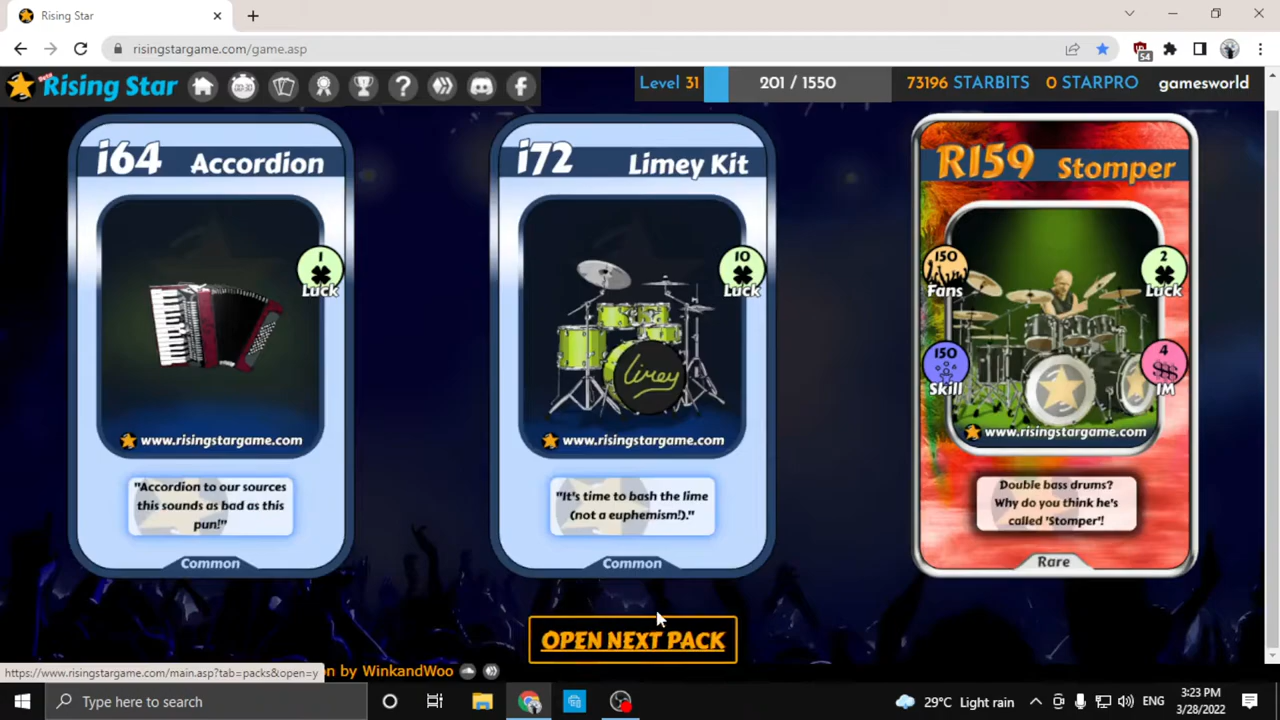 Rising Star
risingstargame.com/game.asp
54
Beta
Rising Star
Level 31
201 / 1550
73196 STARBITS
0 STARPRO
gamesworld
i64 Accordion
1
Luck
www.risingstargame.com
"Accordion to our sources
this sounds as bad as this
pun!"
Common
i72 Limey Kit
10
Luck
Limey
www.risingstargame.com
"It's time to bash the lime
(not a euphemism!)."
Common
R159 Stomper
150
Fans
2
Luck
150
Skill
4
IM
www.risingstargame.com
Double bass drums?
Why do you think he's
called 'Stomper'!
Rare
OPEN NEXT PACK
https://www.risingstargame.com/main.asp?tab=packs&open=y
n by WinkandWoo
Type here to search
29°C Light rain
ENG
3:23 PM
3/28/2022